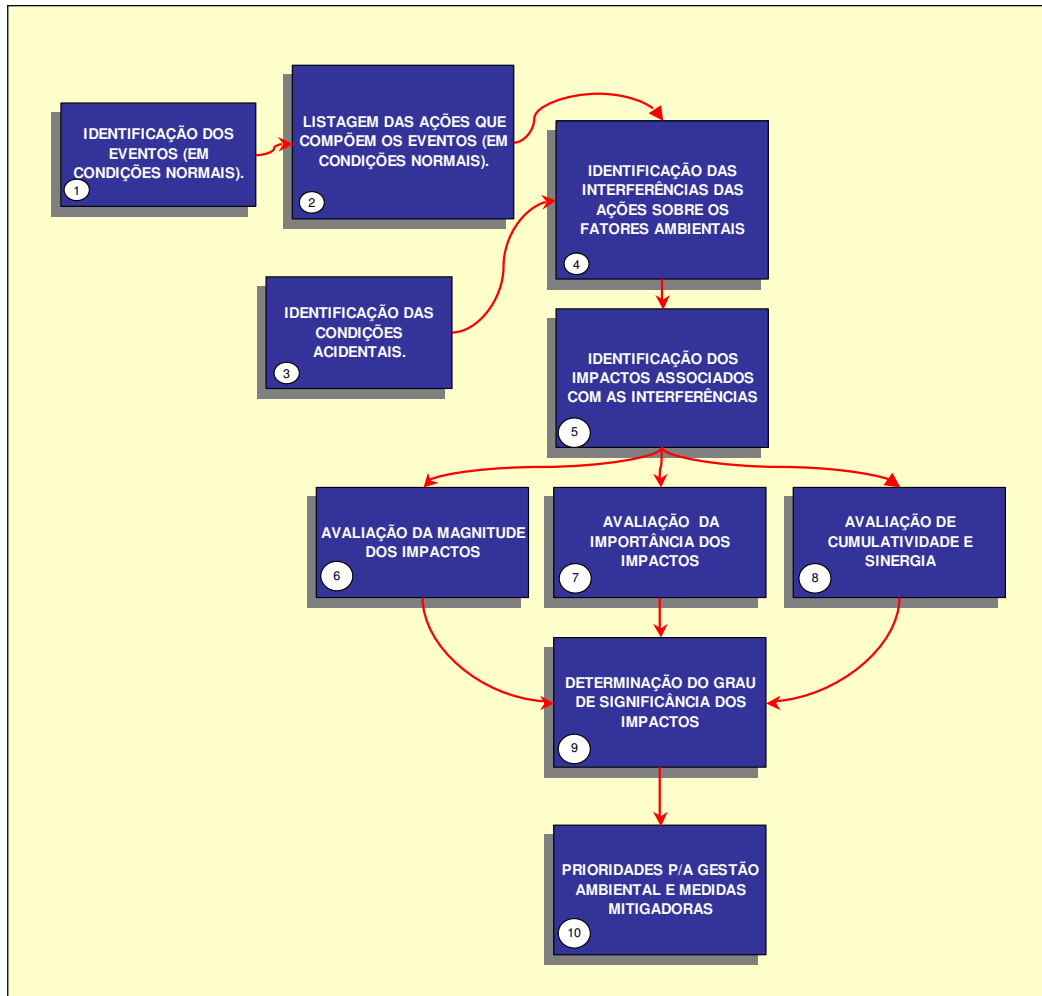 IDENTIFICAÇÃO DOS
EVENTOS (EM
CONDIÇÕES NORMAIS).
1
LISTAGEM DAS AÇÕES QUE
COMPÕEM OS EVENTOS (EM
CONDIÇÕES NORMAIS).
2
IDENTIFICAÇÃO DAS
CONDIÇÕES
ACIDENTAIS.
3
IDENTIFICAÇÃO DAS
INTERFERÊNCIAS DAS
AÇÕES SOBRE OS
FATORES AMBIENTAIS
4
IDENTIFICAÇÃO DOS
IMPACTOS ASSOCIADOS
COM AS INTERFERÊNCIAS
5
AVALIAÇÃO DA MAGNITUDE
DOS IMPACTOS
6
AVALIAÇÃO DA
IMPORTÂNCIA DOS
IMPACTOS
7
AVALIAÇÃO DE
CUMULATIVIDADE E
SINERGIA
8
DETERMINAÇÃO DO GRAU
DE SIGNIFICÂNCIA DOS
IMPACTOS
9
PRIORIDADES P/A GESTÃO
AMBIENTAL E MEDIDAS
MITIGADORAS
10